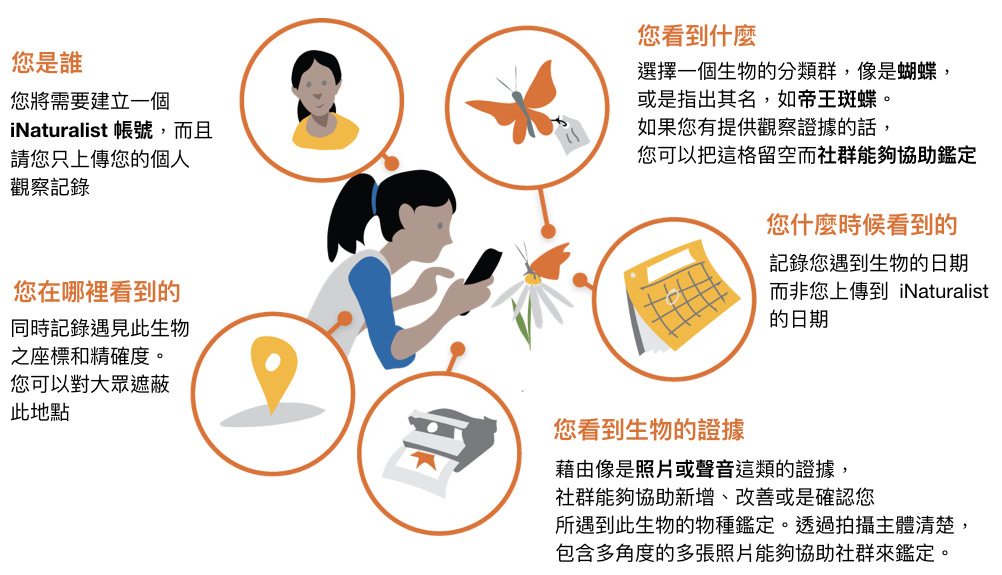 您是誰
您將需要建立一個
iNaturalist 帳號，而且
請您只上傳您的個人
觀察記錄
您看到什麼
選擇一個生物的分類群，像是蝴蝶，
或是指出其名，如帝王斑蝶。
如果您有提供觀察證據的話，
您可以把這格留空而社群能夠協助鑑定
您什麼時候看到的
記錄您遇到生物的日期
而非您上傳到 iNaturalist
的日期
您在哪裡看到的
同時記錄遇見此生物
之座標和精確度。
您可以對大眾遮蔽
此地點
您看到生物的證據
藉由像是照片或聲音這類的證據，
社群能夠協助新增、改善或是確認您
所遇到此生物的物種鑑定。透過拍攝主體清楚，
包含多角度的多張照片能夠協助社群來鑑定。